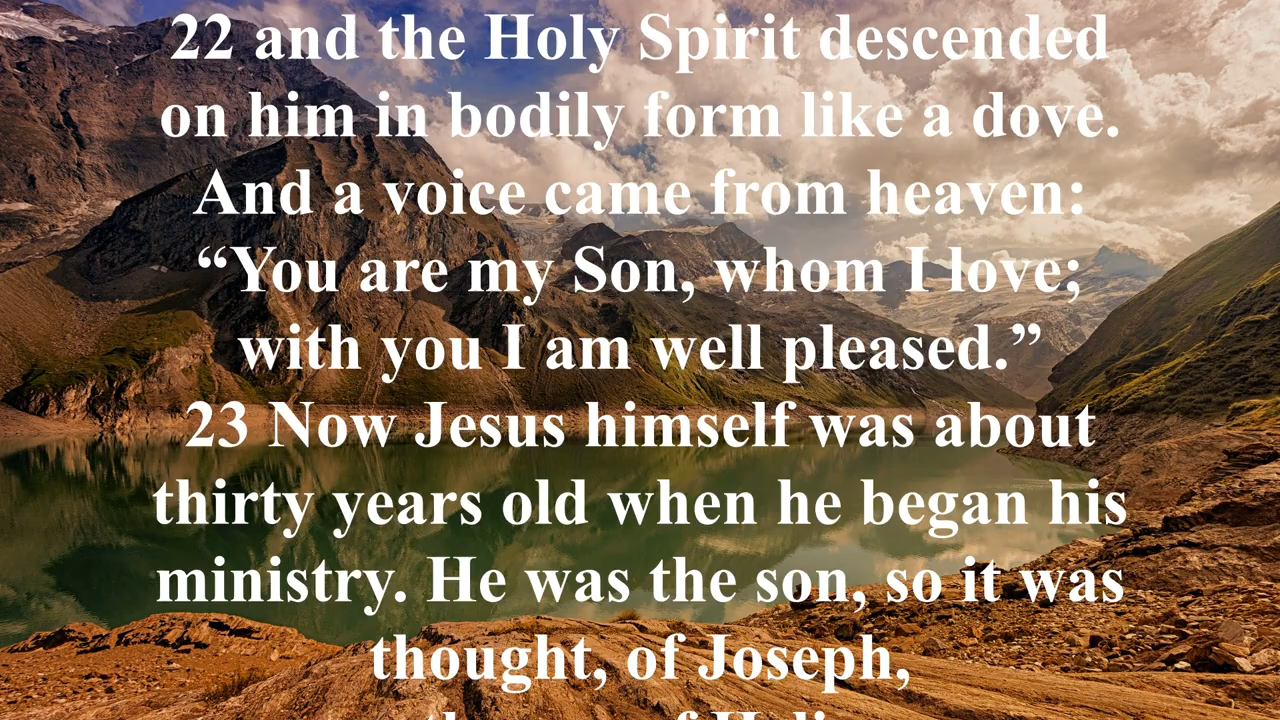 22 and the Holy Spirit descended
on him in bodily form like a dove.
And a voice came from heaven:
“You are my Son, whom I love;
with you I am well pleased.”
23 Now Jesus himself was about
thirty years old when he began his
ministry. He was the son, so it was
thought, of Joseph,